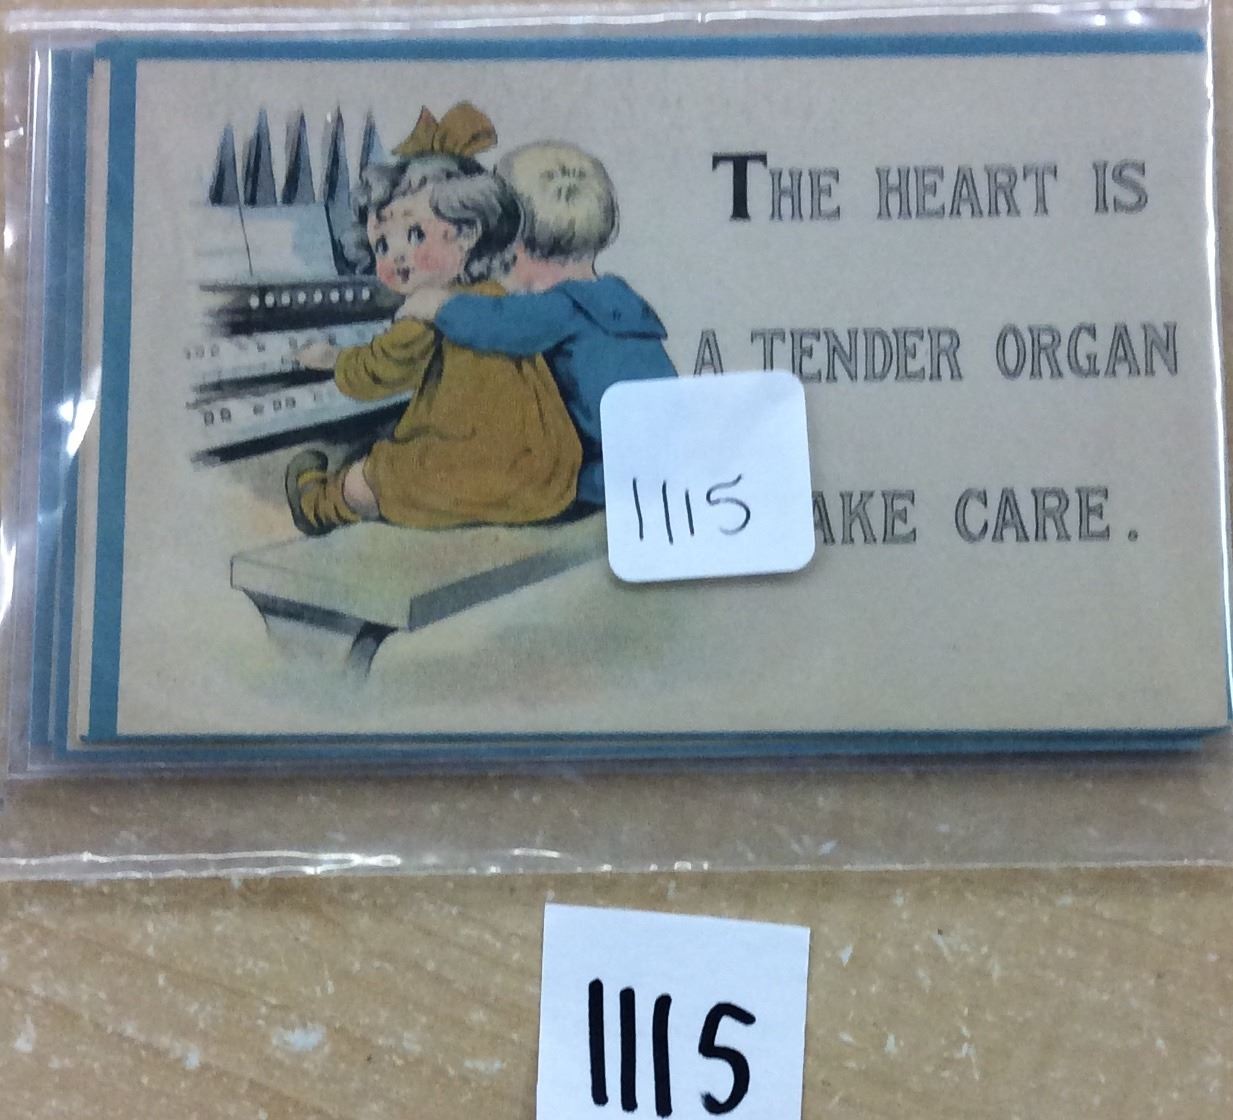 THE HEART IS
A TENDER ORGAN
AKE CARE.
1115
1115